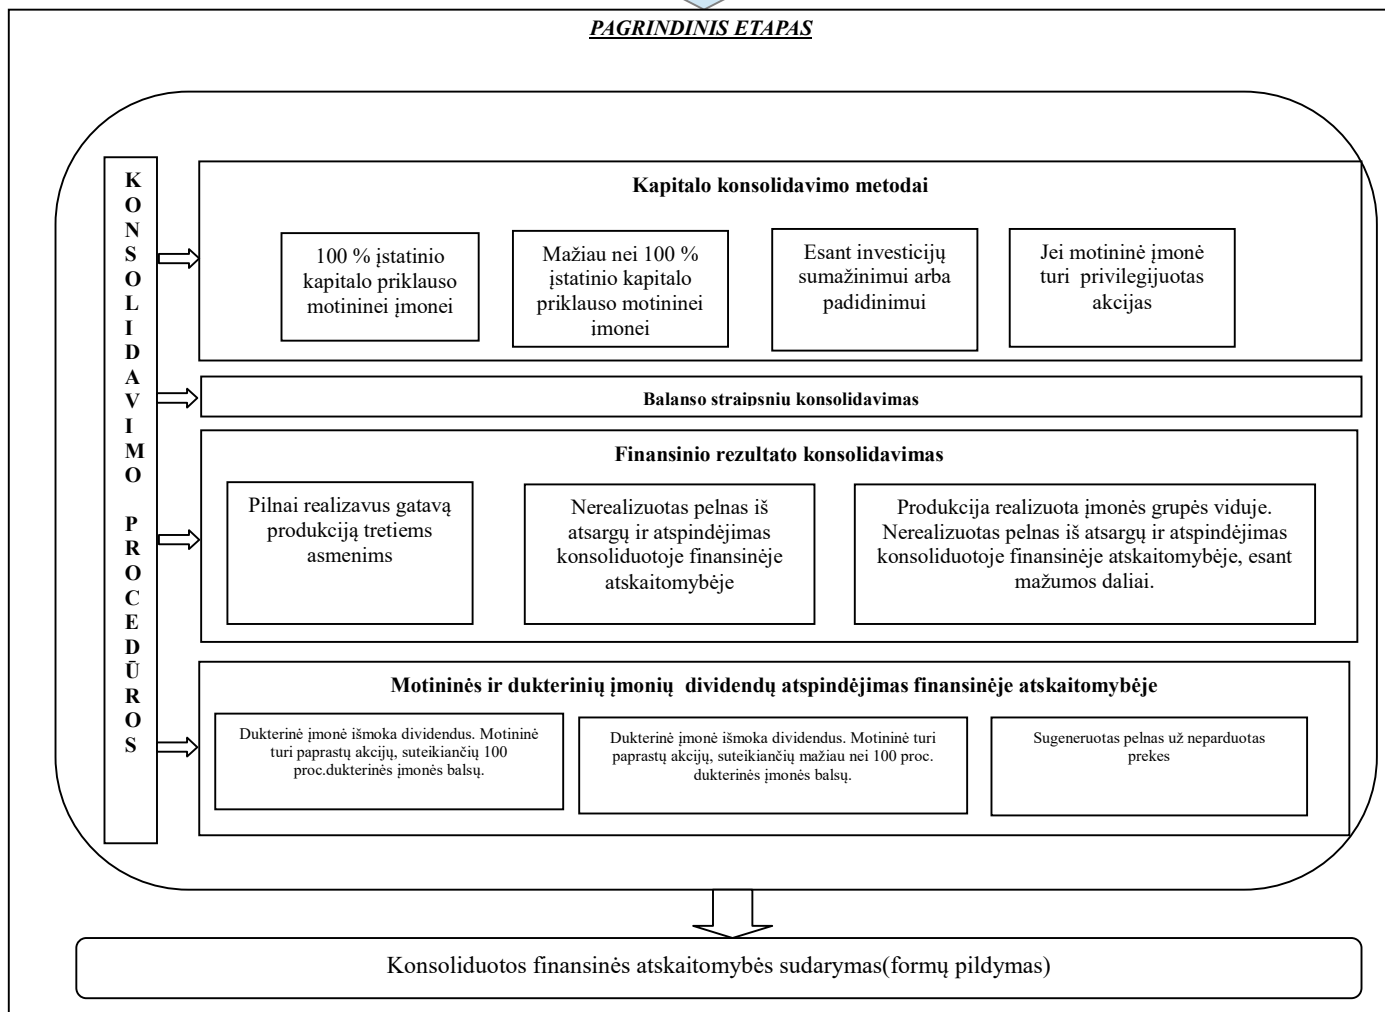 PAGRINDINIS ETAPAS
K
O
N
S
O
L
I
D
A
V
I
M
O
P
R
O
C
E
D
Ū
R
O
S
Kapitalo konsolidavimo metodai
100 % įstatinio
kapitalo priklauso
motininei įmonei
Mažiau nei 100 %
įstatinio kapitalo
priklauso motininei
imonei
Esant investicijų
sumažinimui arba
padidinimui
Jei motininė įmonė
turi privilegijuotas
akcijas
Balanso straipsnių konsolidavimas
Finansinio rezultato konsolidavimas
Pilnai realizavus gatavą
produkciją tretiems
asmenims
Nerealizuotas pelnas iš
atsargų ir atspindėjimas
konsoliduotoje finansinėje
atskaitomybėje
Produkcija realizuota įmonės grupės viduje.
Nerealizuotas pelnas iš atsargų ir atspindėjimas
konsoliduotoje finansinėje atskaitomybėje, esant
mažumos daliai.
Motininės ir dukterinių įmonių dividendų atspindėjimas finansinėje atskaitomybėje
Dukterinė įmonė išmoka dividendus. Motininė
turi paprastų akcijų, suteikiančių 100
proc.dukterinės įmonės balsų.
Dukterinė įmonė išmoka dividendus. Motininė turi
paprastų akcijų, suteikiančių mažiau nei 100 proc.
dukterinės įmonės balsų.
Sugeneruotas pelnas už neparduotas
prekes
Konsoliduotos finansinės atskaitomybės sudarymas(formų pildymas)